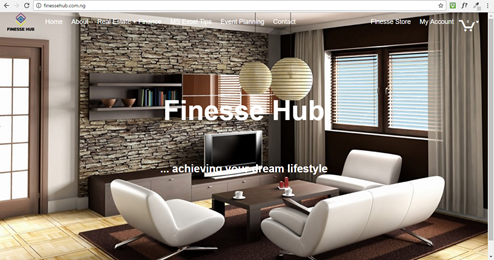 finessehub.com.ng
Home About Real Estate + Finance MS Excel Tips Event Planning Contact Finesse Store My Account
FINESSE HUB
Finesse Hub
... achieving your dream lifestyle